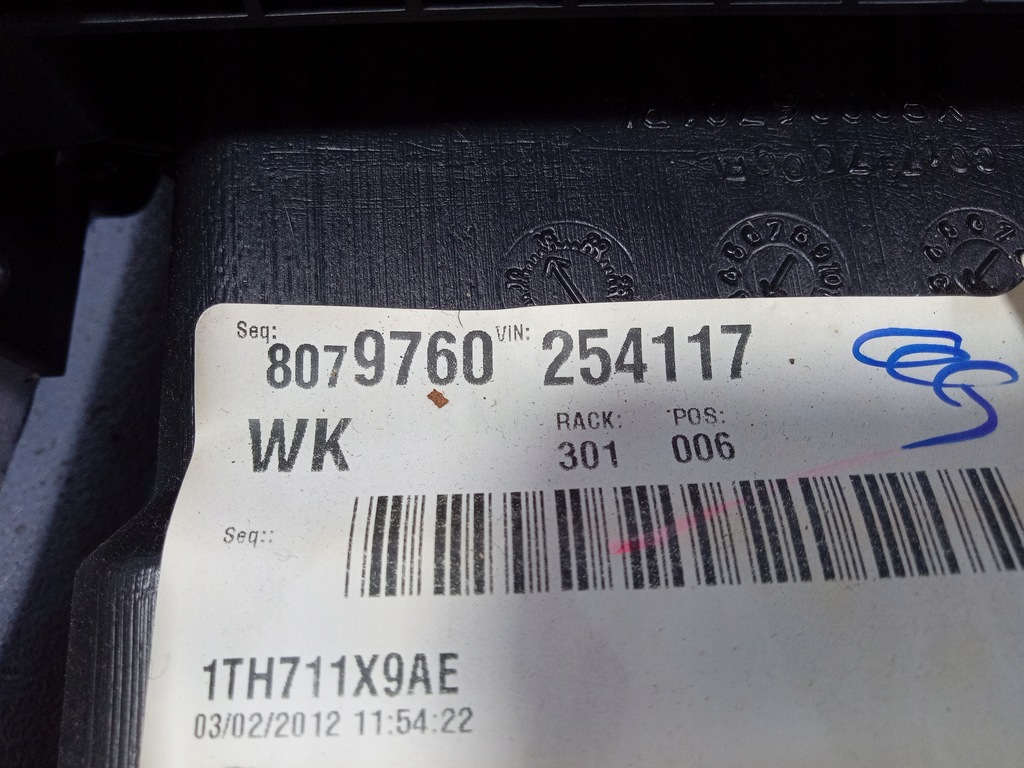 Seq: 8079760 VIN: 254117
WK RACK: 301 POS: 006
Seq::
1TH711X9AE
03/02/2012 11:54:22